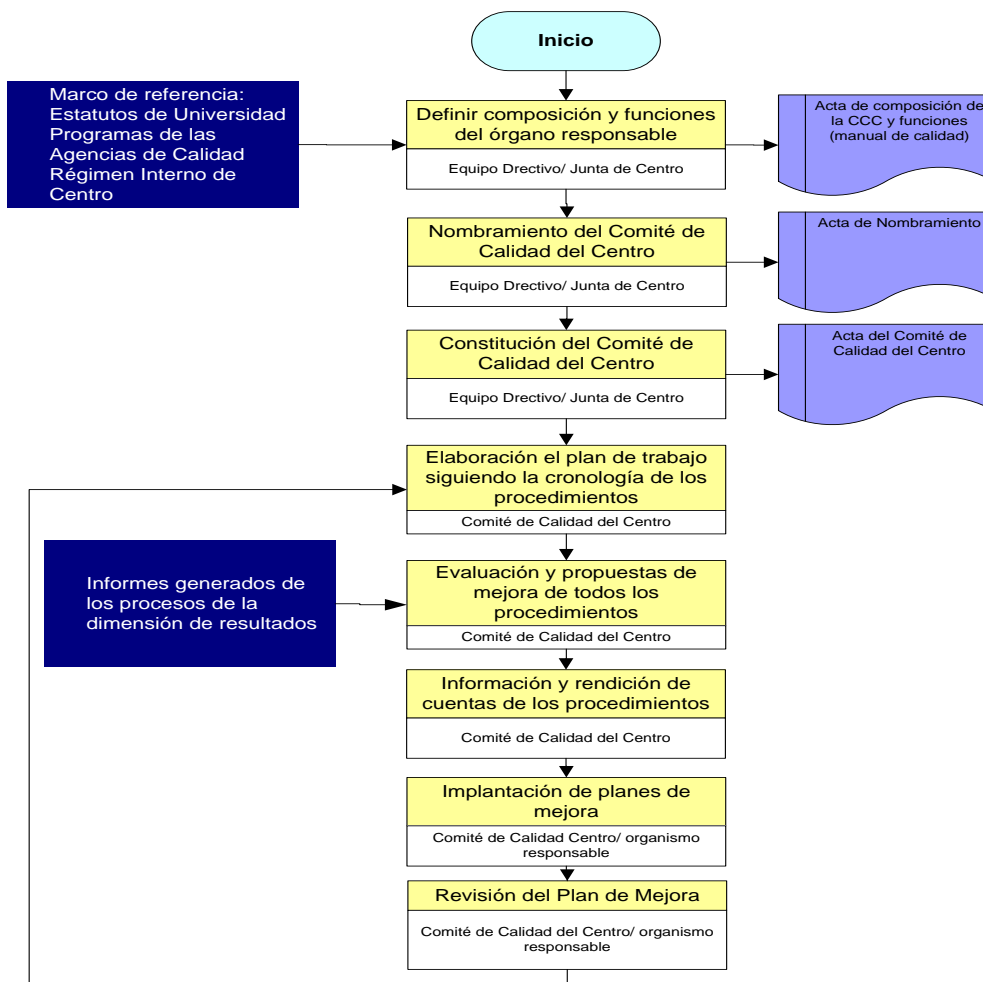 Inicio
Marco de referencia:
Estatutos de Universidad
Programas de las
Agencias de Calidad
Régimen Interno de
Centro
Definir composición y funciones
del órgano responsable
Equipo Directivo/ Junta de Centro
Acta de composición de
la CCC y funciones
(manual de calidad)
Nombramiento del Comité de
Calidad del Centro
Equipo Drectivo/ Junta de Centro
Acta de Nombramiento
Constitución del Comité de
Calidad del Centro
Equipo Directivo/ Junta de Centro
Acta del Comité de
Calidad del Centro
Elaboración el plan de trabajo
siguiendo la cronología de los
procedimientos
Comité de Calidad del Centro
Informes generados de
los procesos de la
dimensión de resultados
Evaluación y propuestas de
mejora de todos los
procedimientos
Comité de Calidad del Centro
Información y rendición de
cuentas de los procedimientos
Comité de Calidad del Centro
Implantación de planes de
mejora
Comité de Calidad Centro/ organismo
responsable
Revisión del Plan de Mejora
Comité de Calidad del Centro/ organismo
responsable